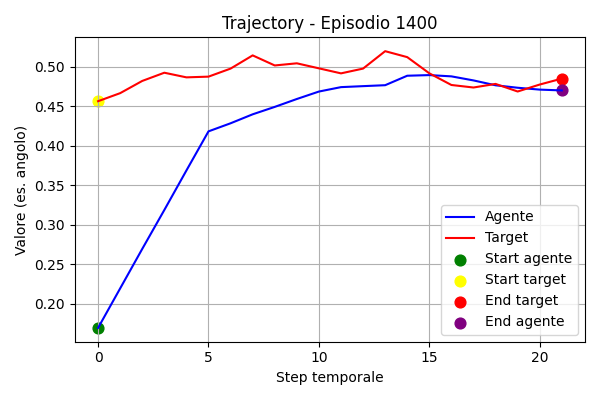 Trajectory - Episodio 1400
Valore (es. angolo)
0.50
0.45
0.40
0.35
0.30
0.25
0.20
Agente
Target
Start agente
Start target
End target
End agente
0
5
10
15
20
Step temporale